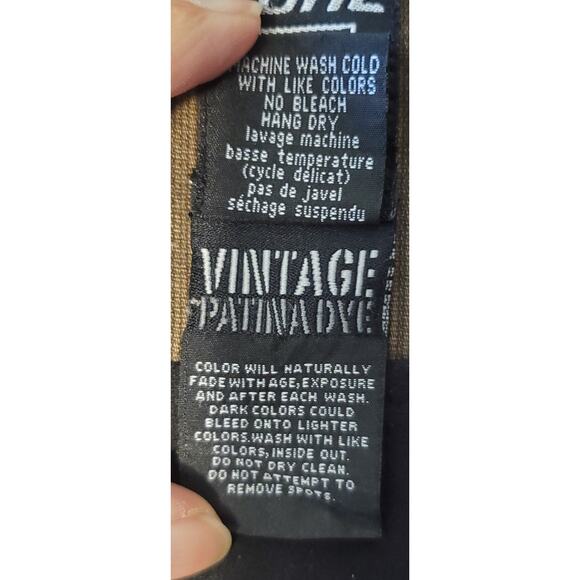 MACHINE WASH COLD
WITH LIKE COLORS
NO BLEACH
HANG DRY
lavage machine
basse temperature
(cycle délicat)
pas de javel
séchage suspendu
VINTAGE
PATINA DYE
COLOR WILL NATURALLY
FADE WITH AGE, EXPOSURE
AND AFTER EACH WASH.
DARK COLORS COULD
BLEED ONTO LIGHTER
COLORS. WASH WITH LIKE
COLORS, INSIDE OUT.
DO NOT DRY CLEAN.
DO NOT ATTEMPT TO
REMOVE SPOTS.